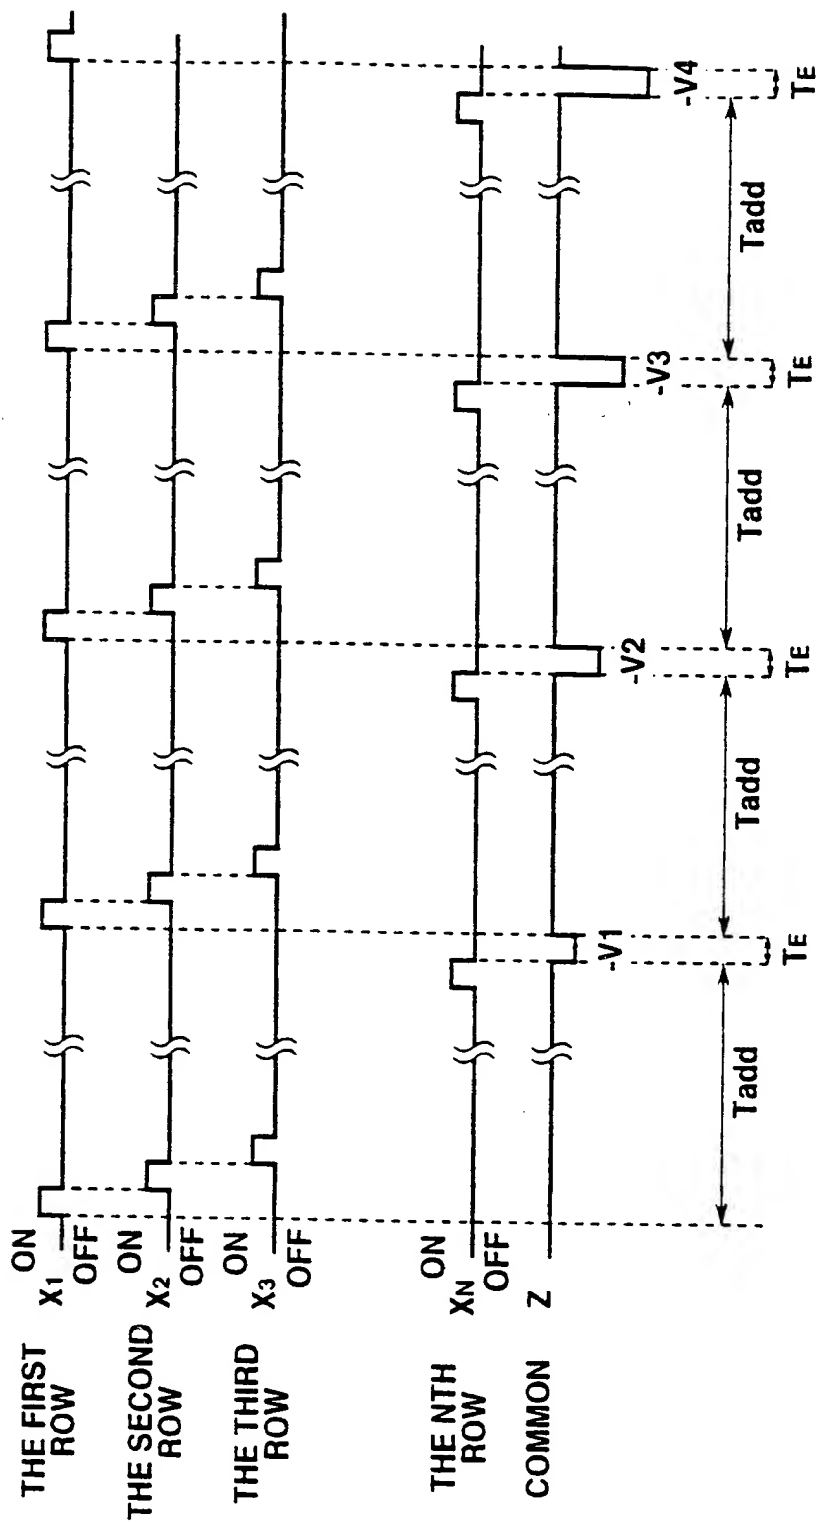 THE FIRST
ROW
X1
ON
OFF
THE SECOND
ROW
X2
ON
OFF
THE THIRD
ROW
X3
ON
OFF
THE NTH
ROW
XN
ON
OFF
COMMON
Z
-V1
-V2
-V3
-V4
Tadd
TE
Tadd
TE
Tadd
TE
Tadd
TE